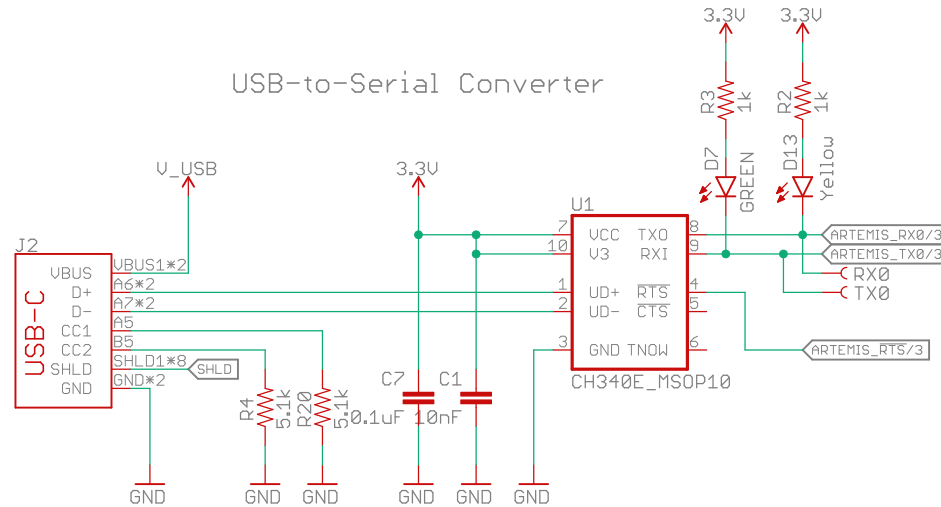 3.3V
3.3V
USB-to-Serial Converter
R3
1k
R2
1k
D7
GREEN
D13
Yellow
V_USB
3.3V
U1
J2
USB-C
VBUS VBUS1*2
D+ A6*2
D- A7*2
CC1 A5
CC2 B5
SHLD SHLD1*8
SHLD
GND GND*2
7 VCC TXO 8
10 V3 RXI 9
1 UD+ RTS 4
2 UD- CTS 5
3 GND TNOW 6
CH340E_MSOP10
ARTEMIS_RX0/3
ARTEMIS_TX0/3
RX0
TX0
ARTEMIS_RTS/3
R4
5.1k
R20
5.1k
C7
0.1uF
C1
10nF
GND
GND
GND
GND
GND
GND